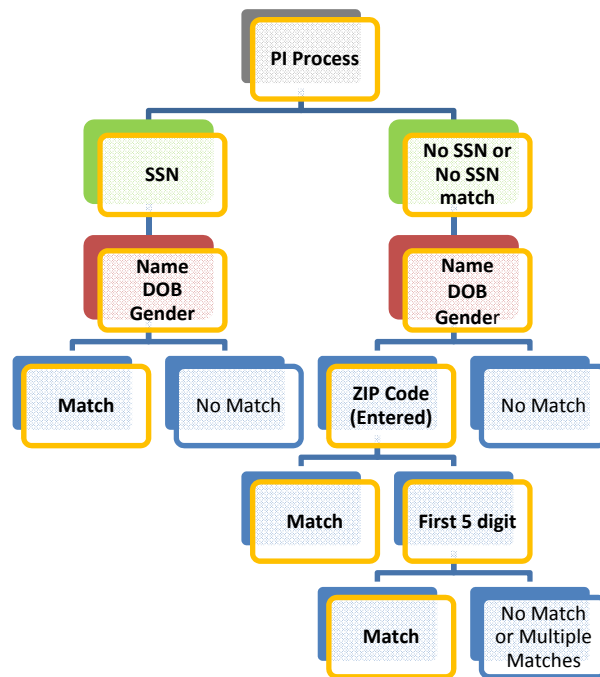 PI Process
SSN
No SSN or
No SSN
match
Name
DOB
Gender
Name
DOB
Gender
Match
No Match
ZIP Code
(Entered)
No Match
Match
First 5 digit
Match
No Match
or Multiple
Matches